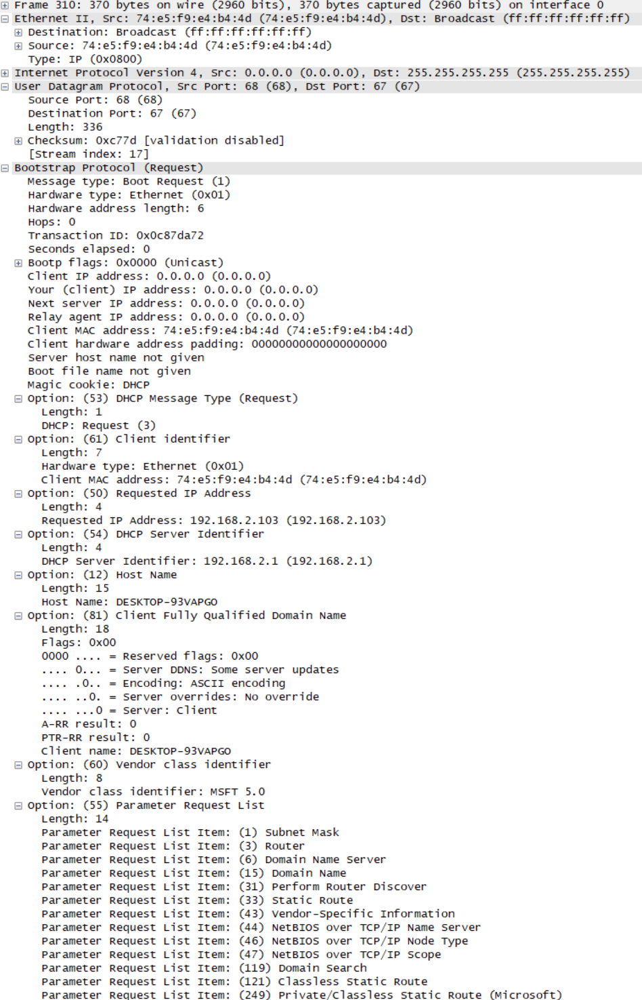 Frame 310: 370 bytes on wire (2960 bits), 370 bytes captured (2960 bits) on interface 0
Ethernet II, Src: 74:e5:f9:e4:b4:4d (74:e5:f9:e4:b4:4d), Dst: Broadcast (ff:ff:ff:ff:ff:ff)
Destination: Broadcast (ff:ff:ff:ff:ff:ff)
Source: 74:e5:f9:e4:b4:4d (74:e5:f9:e4:b4:4d)
Type: IP (0x0800)
Internet Protocol Version 4, Src: 0.0.0.0 (0.0.0.0), Dst: 255.255.255.255 (255.255.255.255)
User Datagram Protocol, Src Port: 68 (68), Dst Port: 67 (67)
Source Port: 68 (68)
Destination Port: 67 (67)
Length: 336
Checksum: 0xc77d [validation disabled]
[Stream index: 17]
Bootstrap Protocol (Request)
Message type: Boot Request (1)
Hardware type: Ethernet (0x01)
Hardware address length: 6
Hops: 0
Transaction ID: 0x0c87da72
Seconds elapsed: 0
Bootp flags: 0x0000 (Unicast)
Client IP address: 0.0.0.0 (0.0.0.0)
Your (client) IP address: 0.0.0.0 (0.0.0.0)
Next server IP address: 0.0.0.0 (0.0.0.0)
Relay agent IP address: 0.0.0.0 (0.0.0.0)
Client MAC address: 74:e5:f9:e4:b4:4d (74:e5:f9:e4:b4:4d)
Client hardware address padding: 00000000000000000000
Server host name not given
Boot file name not given
Magic cookie: DHCP
Option: (53) DHCP Message Type (Request)
Length: 1
DHCP: Request (3)
Option: (61) Client identifier
Length: 7
Hardware type: Ethernet (0x01)
Client MAC address: 74:e5:f9:e4:b4:4d (74:e5:f9:e4:b4:4d)
Option: (50) Requested IP Address
Length: 4
Requested IP Address: 192.168.2.103 (192.168.2.103)
Option: (54) DHCP Server Identifier
Length: 4
DHCP Server Identifier: 192.168.2.1 (192.168.2.1)
Option: (12) Host Name
Length: 15
Host Name: DESKTOP-93VAPGO
Option: (81) Client Fully Qualified Domain Name
Length: 18
Flags: 0x00
0000 .... = Reserved flags: 0x00
.... 0... = Server DDNS: Some server updates
.... .0.. = Encoding: ASCII encoding
.... ..0. = Server overrides: No override
.... ...0 = Server: Client
A-RR result: 0
PTR-RR result: 0
Client name: DESKTOP-93VAPGO
Option: (60) Vendor class identifier
Length: 8
Vendor class identifier: MSFT 5.0
Option: (55) Parameter Request List
Length: 14
Parameter Request List Item: (1) Subnet Mask
Parameter Request List Item: (3) Router
Parameter Request List Item: (6) Domain Name Server
Parameter Request List Item: (15) Domain Name
Parameter Request List Item: (31) Perform Router Discover
Parameter Request List Item: (33) Static Route
Parameter Request List Item: (43) Vendor-Specific Information
Parameter Request List Item: (44) NetBIOS over TCP/IP Name Server
Parameter Request List Item: (46) NetBIOS over TCP/IP Node Type
Parameter Request List Item: (47) NetBIOS over TCP/IP Scope
Parameter Request List Item: (119) Domain Search
Parameter Request List Item: (121) Classless Static Route
Parameter Request List Item: (249) Private/Classless Static Route (Microsoft)